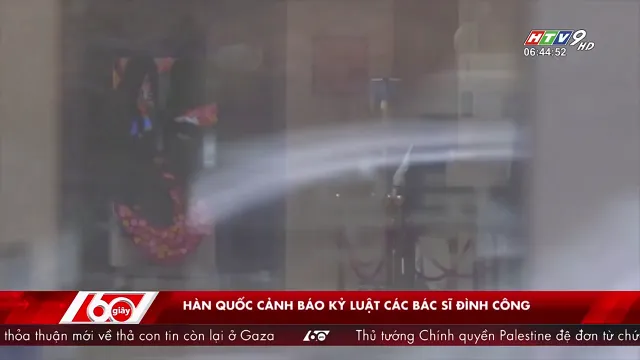 HTV9 HD
06:44:52
60 giây
HÀN QUỐC CẢNH BÁO KỶ LUẬT CÁC BÁC SĨ ĐÌNH CÔNG
thỏa thuận mới về thả con tin còn lại ở Gaza 60 Thủ tướng Chính quyền Palestine đệ đơn từ chứ